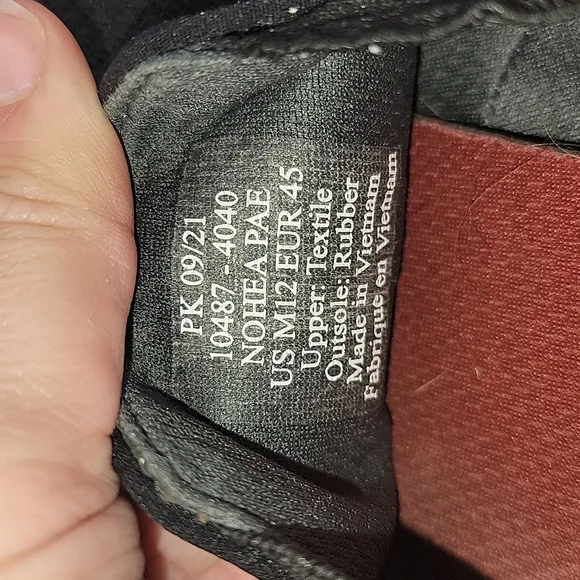 PK 09/21
10487 - 4040
NOHEA PAE
US M12 EUR 45
Upper: Textile
Outsole: Rubber
Made in Vietnam
Fabrique en Vietnam